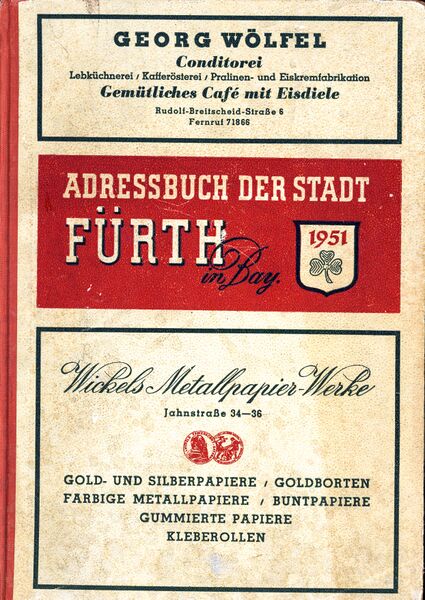 GEORG WÖLFEL
Conditorei
Lebküchnerei / Kafferösterei / Pralinen- und Eiskremfabrikation
Gemütliches Café mit Eisdiele
Rudolf-Breitscheid-Straße 6
Fernruf 71866
ADRESSBUCH DER STADT
FÜRTH
in Bay.
1951
Wickels Metallpapier-Werke
Jahnstraße 34—36
GOLD- UND SILBERPAPIERE / GOLDBORTEN
FARBIGE METALLPAPIERE / BUNTPAPIERE
GUMMIERTE PAPIERE
KLEBEROLLEN